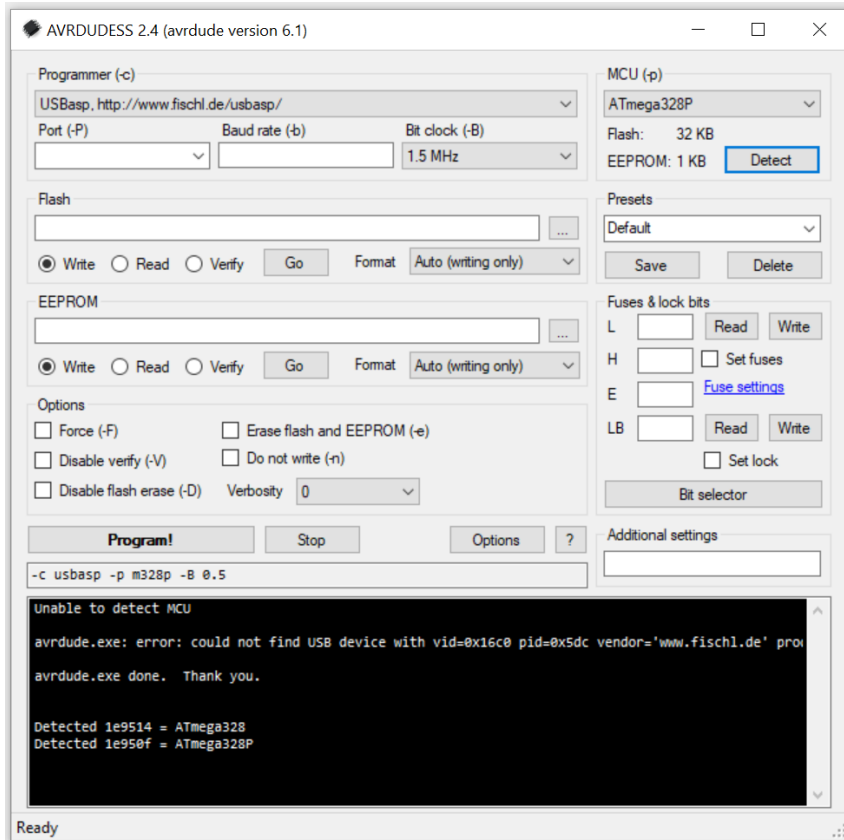 AVRDUDESS 2.4 (avrdude version 6.1)
Programmer (-c)
USBasp, http://www.fischl.de/usbasp/
Port (-P) Baud rate (-b) Bit clock (-B)
1.5 MHz
MCU (-p)
ATmega328P
Flash: 32 KB
EEPROM: 1 KB Detect
Flash
...
Write Read Verify Go Format Auto (writing only)
Presets
Default
Save Delete
EEPROM
...
Write Read Verify Go Format Auto (writing only)
Fuses & lock bits
L Read Write
H Set fuses
E Fuse settings
LB Read Write
Set lock
Bit selector
Options
Force (-F) Erase flash and EEPROM (-e)
Disable verify (-V) Do not write (-n)
Disable flash erase (-D) Verbosity 0
Program! Stop Options ?
Additional settings
-c usbasp -p m328p -B 0.5
Unable to detect MCU
avrdude.exe: error: could not find USB device with vid=0x16c0 pid=0x5dc vendor='www.fischl.de' pro
avrdude.exe done. Thank you.
Detected 1e9514 = ATmega328
Detected 1e950f = ATmega328P
Ready